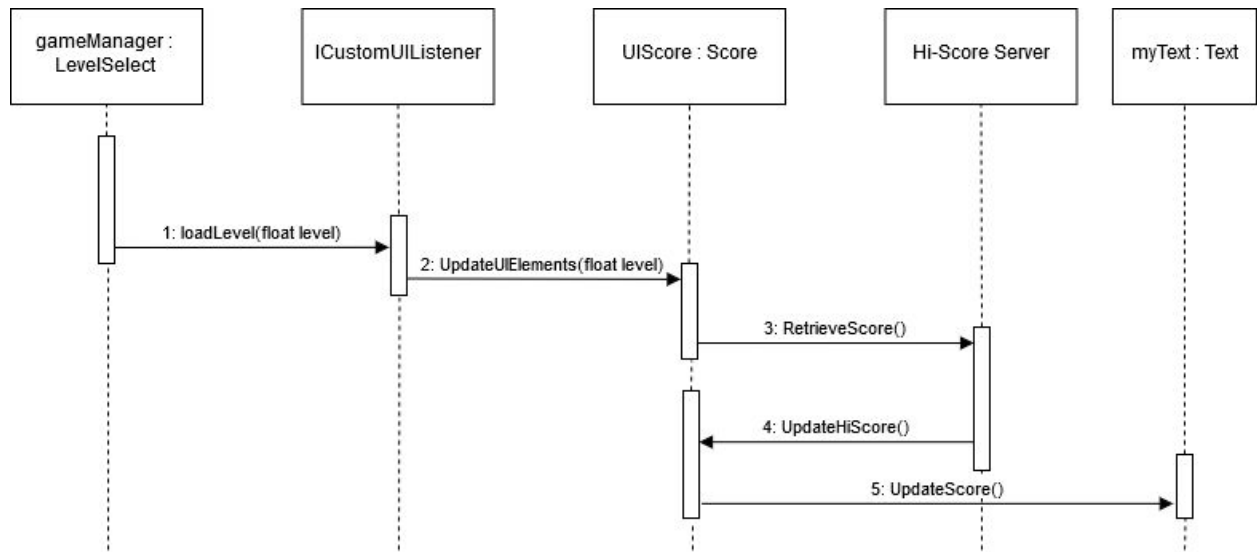 gameManager :
LevelSelect
ICustomUIListener
UIScore : Score
Hi-Score Server
myText : Text
1: loadLevel(float level)
2: UpdateUIElements(float level)
3: RetrieveScore()
4: UpdateHiScore()
5: UpdateScore()